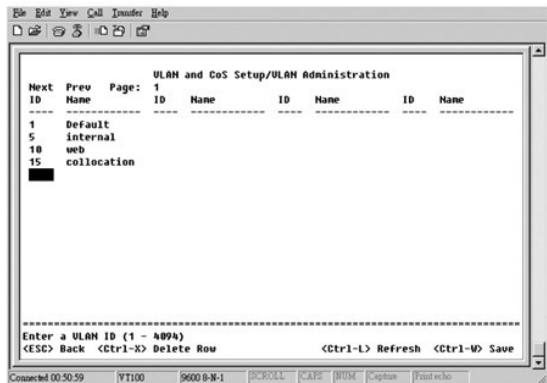 File Edit View Call Transfer Help
VLAN and CoS Setup/VLAN Administration
Next Prev Page: 1
ID Name ID Name ID Name ID Name
1 Default
5 internal
10 web
15 collocation
Enter a VLAN ID (1 - 4094)
<ESC> Back <Ctrl-X> Delete Row <Ctrl-L> Refresh <Ctrl-W> Save
Connected 00:50:59 VT100 9600 8-N-1 SCROLL CAPS NUM Capture Print echo